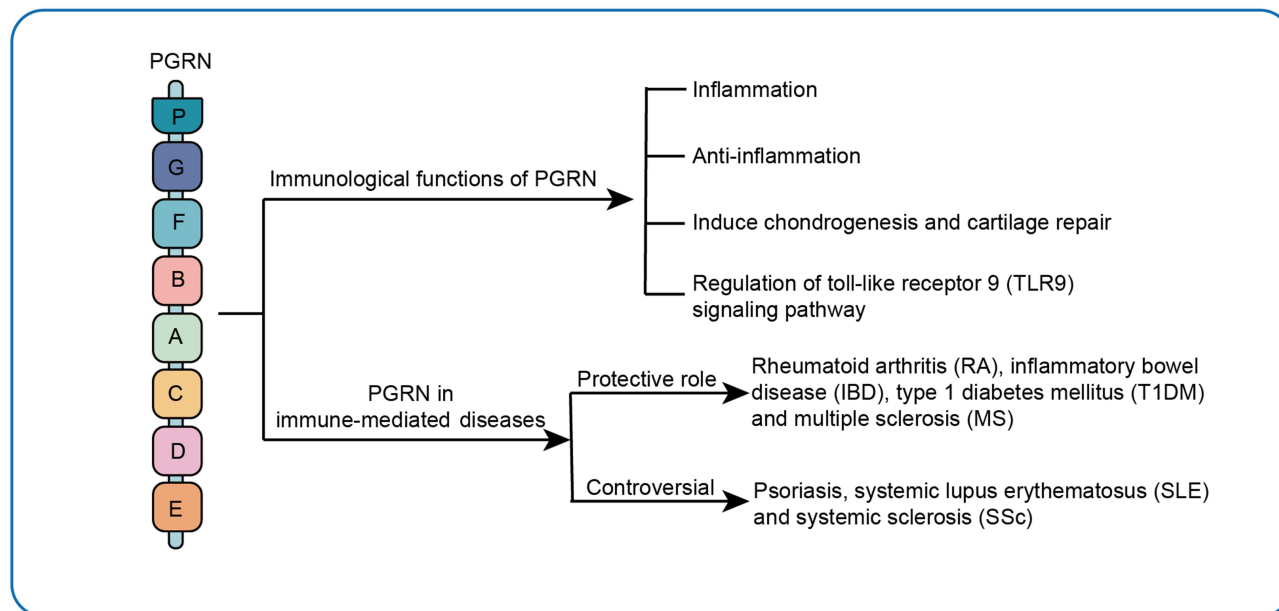 PGRN
P
G
F
B
A
C
D
E
Immunological functions of PGRN
Inflammation
Anti-inflammation
Induce chondrogenesis and cartilage repair
Regulation of toll-like receptor 9 (TLR9)
signaling pathway
PGRN in
immune-mediated diseases
Protective role
Rheumatoid arthritis (RA), inflammatory bowel
disease (IBD), type 1 diabetes mellitus (T1DM)
and multiple sclerosis (MS)
Controversial
Psoriasis, systemic lupus erythematosus (SLE)
and systemic sclerosis (SSc)